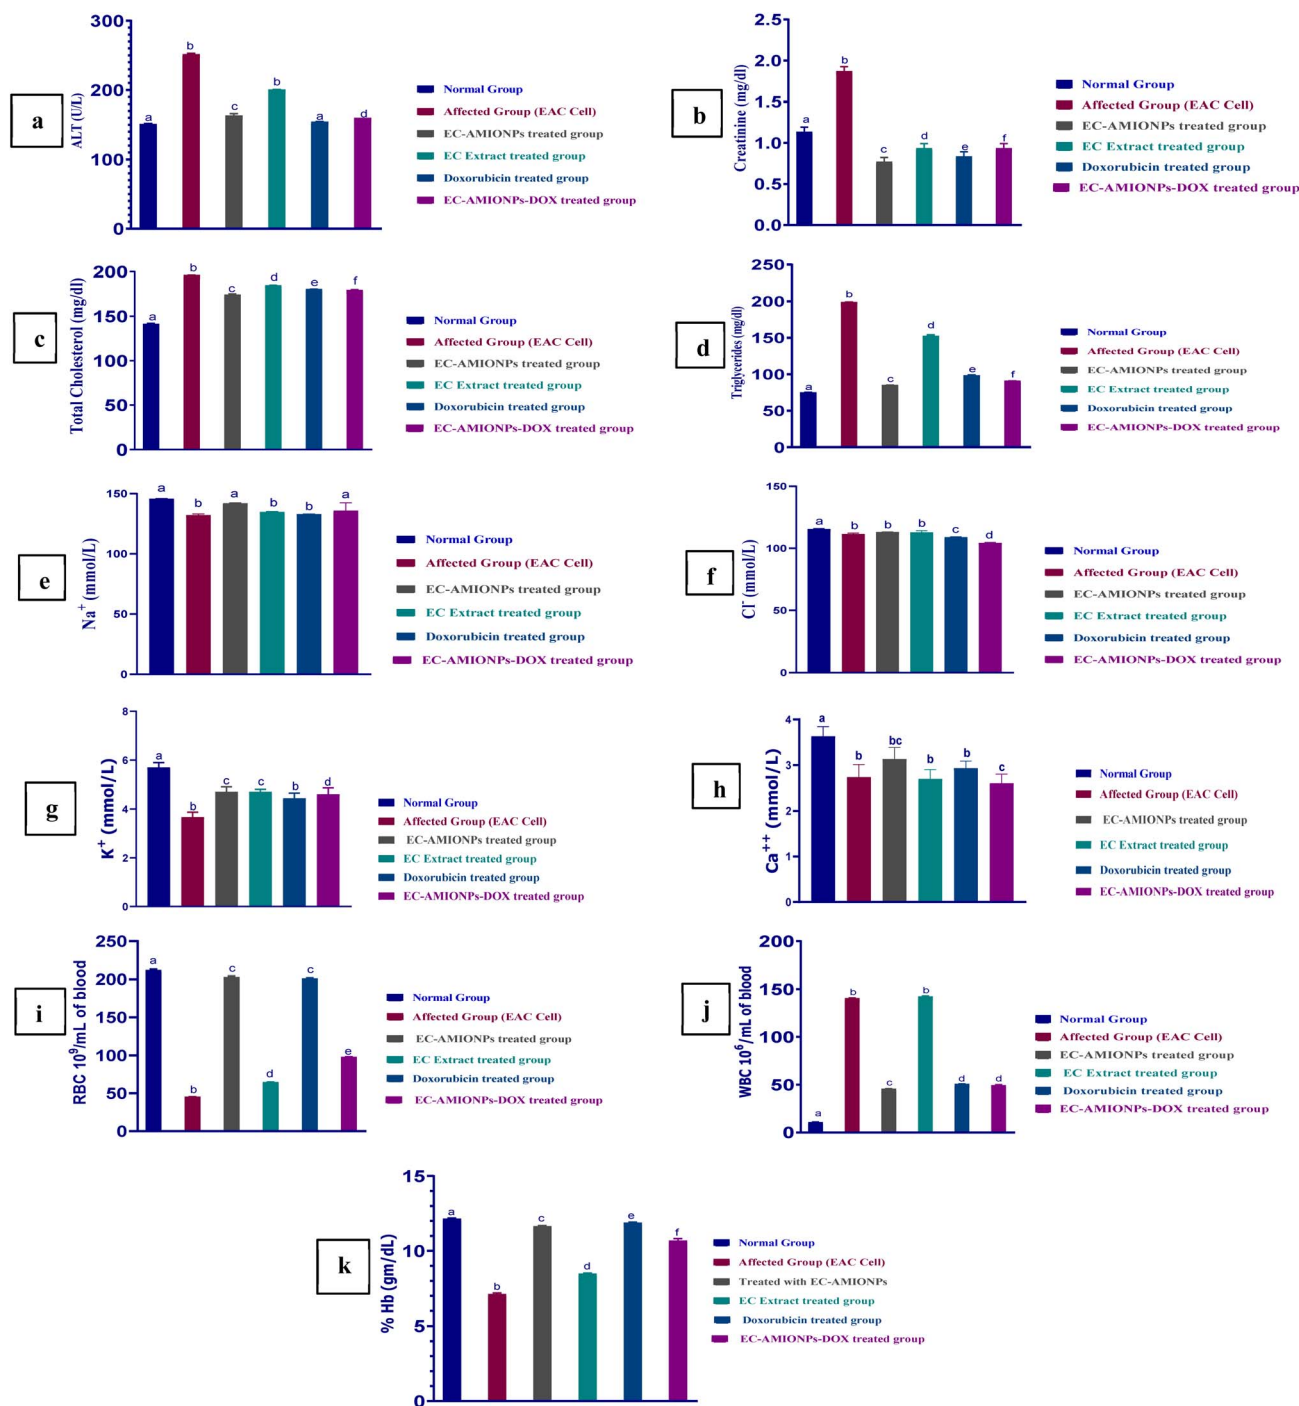 a
ALT (U/L)
300
200
100
0
a
b
c
b
a
d
Normal Group
Affected Group (EAC Cell)
EC-AMIONPs treated group
EC Extract treated group
Doxorubicin treated group
EC-AMIONPs-DOX treated group
b
Creatinine (mg/dl)
2.5
2.0
1.5
1.0
0.5
0.0
a
b
c
d
e
f
Normal Group
Affected Group (EAC Cell)
EC-AMIONPs treated group
EC Extract treated group
Doxorubicin treated group
EC-AMIONPs-DOX treated group
c
Total Cholesterol (mg/dl)
200
150
100
50
0
a
b
c
d
e
f
Normal Group
Affected Group (EAC Cell)
EC-AMIONPs treated group
EC Extract treated group
Doxorubicin treated group
EC-AMIONPs-DOX treated group
d
Triglycerides (mg/dl)
250
200
150
100
50
0
a
b
c
d
e
f
Normal Group
Affected Group (EAC Cell)
EC-AMIONPs treated group
EC Extract treated group
Doxorubicin treated group
EC-AMIONPs-DOX treated group
e
Na+ (mmol/L)
150
100
50
0
a
b
a
b
b
a
Normal Group
Affected Group (EAC Cell)
EC-AMIONPs treated group
EC Extract treated group
Doxorubicin treated group
EC-AMIONPs-DOX treated group
f
Cl- (mmol/L)
150
100
50
0
a
b
b
b
c
d
Normal Group
Affected Group (EAC Cell)
EC-AMIONPs treated group
EC Extract treated group
Doxorubicin treated group
EC-AMIONPs-DOX treated group
g
K+ (mmol/L)
8
6
4
2
0
a
b
c
c
b
d
Normal Group
Affected Group (EAC Cell)
EC-AMIONPs treated group
EC Extract treated group
Doxorubicin treated group
EC-AMIONPs-DOX treated group
h
Ca++ (mmol/L)
4
3
2
1
0
a
b
bc
b
b
c
Normal Group
Affected Group (EAC Cell)
EC-AMIONPs treated group
EC Extract treated group
Doxorubicin treated group
EC-AMIONPs-DOX treated group
i
RBC 10^9/mL of blood
250
200
150
100
50
0
a
b
c
d
c
e
Normal Group
Affected Group (EAC Cell)
EC-AMIONPs treated group
EC Extract treated group
Doxorubicin treated group
EC-AMIONPs-DOX treated group
j
WBC 10^6/mL of blood
200
150
100
50
0
a
b
c
b
d
d
Normal Group
Affected Group (EAC Cell)
EC-AMIONPs treated group
EC Extract treated group
Doxorubicin treated group
EC-AMIONPs-DOX treated group
k
% Hb (gm/dL)
15
10
5
0
a
b
c
d
e
f
Normal Group
Affected Group (EAC Cell)
Treated with EC-AMIONPs
EC Extract treated group
Doxorubicin treated group
EC-AMIONPs-DOX treated group